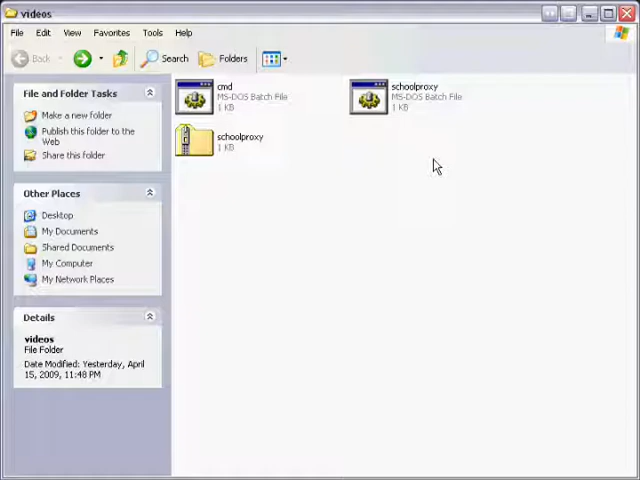 videos
File Edit View Favorites Tools Help
Back Search Folders
File and Folder Tasks
Make a new folder
Publish this folder to the
Web
Share this folder
Other Places
Desktop
My Documents
Shared Documents
My Computer
My Network Places
Details
videos
File Folder
Date Modified: Yesterday, April
15, 2009, 11:48 PM
cmd
MS-DOS Batch File
1 KB
schoolproxy
MS-DOS Batch File
1 KB
schoolproxy
1 KB